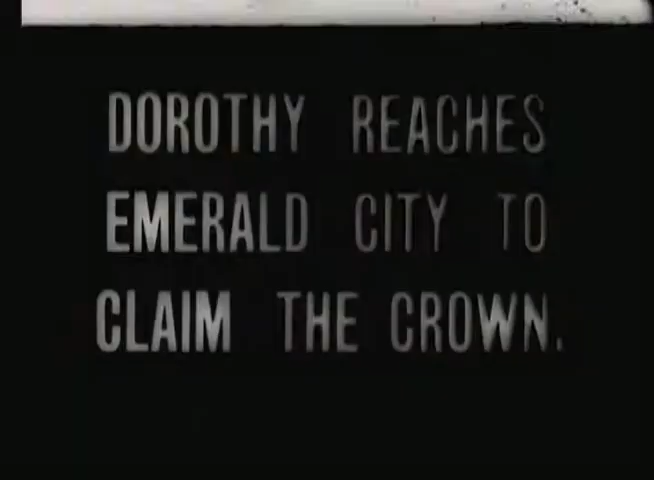 DOROTHY REACHES
EMERALD CITY TO
CLAIM THE CROWN.